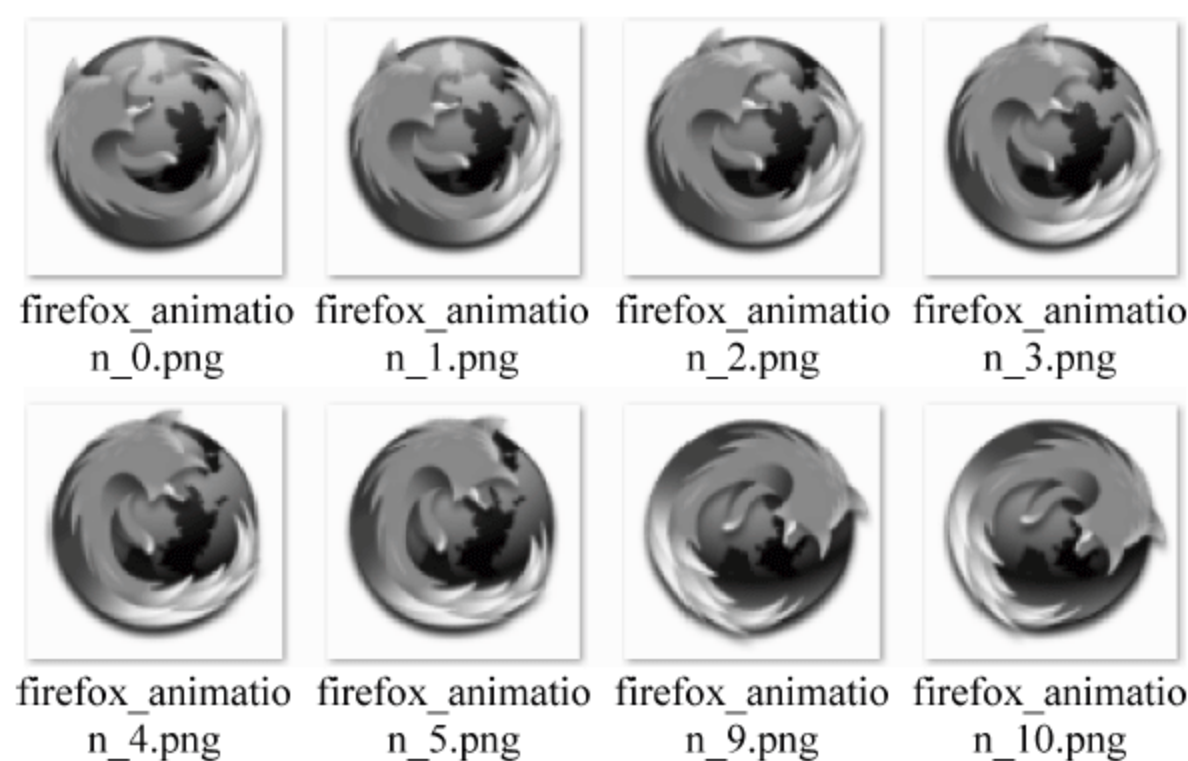 firefox_animatio firefox_animatio firefox_animatio firefox_animatio
n_0.png n_1.png n_2.png n_3.png
firefox_animatio firefox_animatio firefox_animatio firefox_animatio
n_4.png n_5.png n_9.png n_10.png